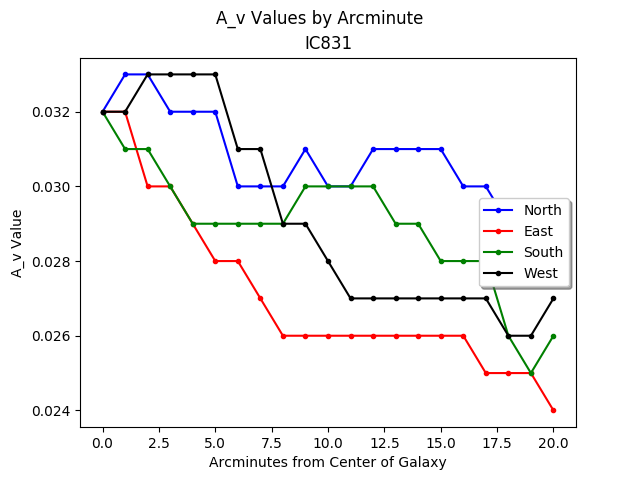 A_v Values by Arcminute
IC831
A_v Value
0.032
0.030
0.028
0.026
0.024
North
East
South
West
0.0 2.5 5.0 7.5 10.0 12.5 15.0 17.5 20.0
Arcminutes from Center of Galaxy